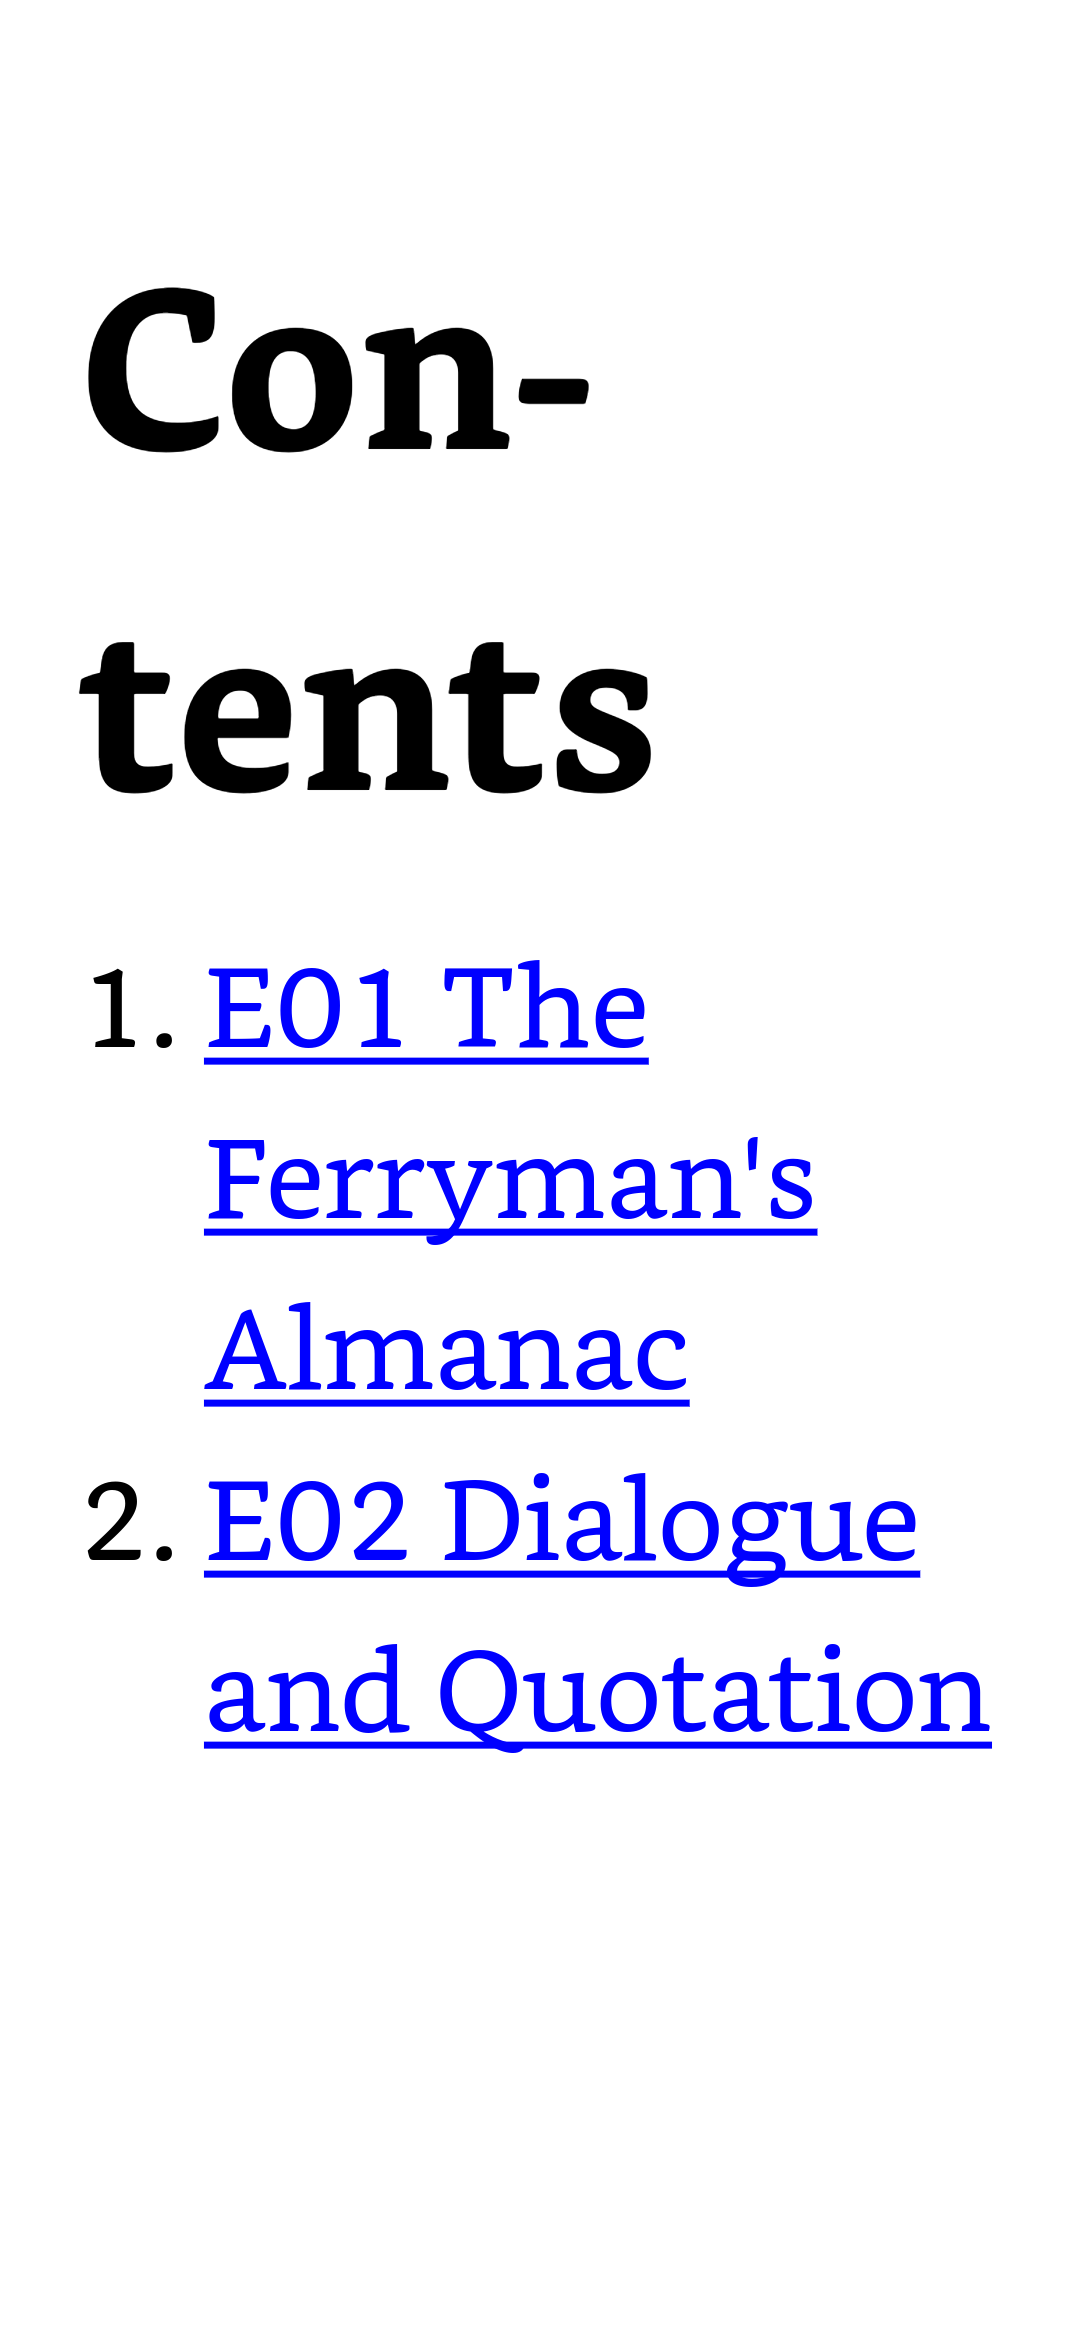 Con-
tents
1. E01 The
Ferryman's
Almanac
2. E02 Dialogue
and Quotation